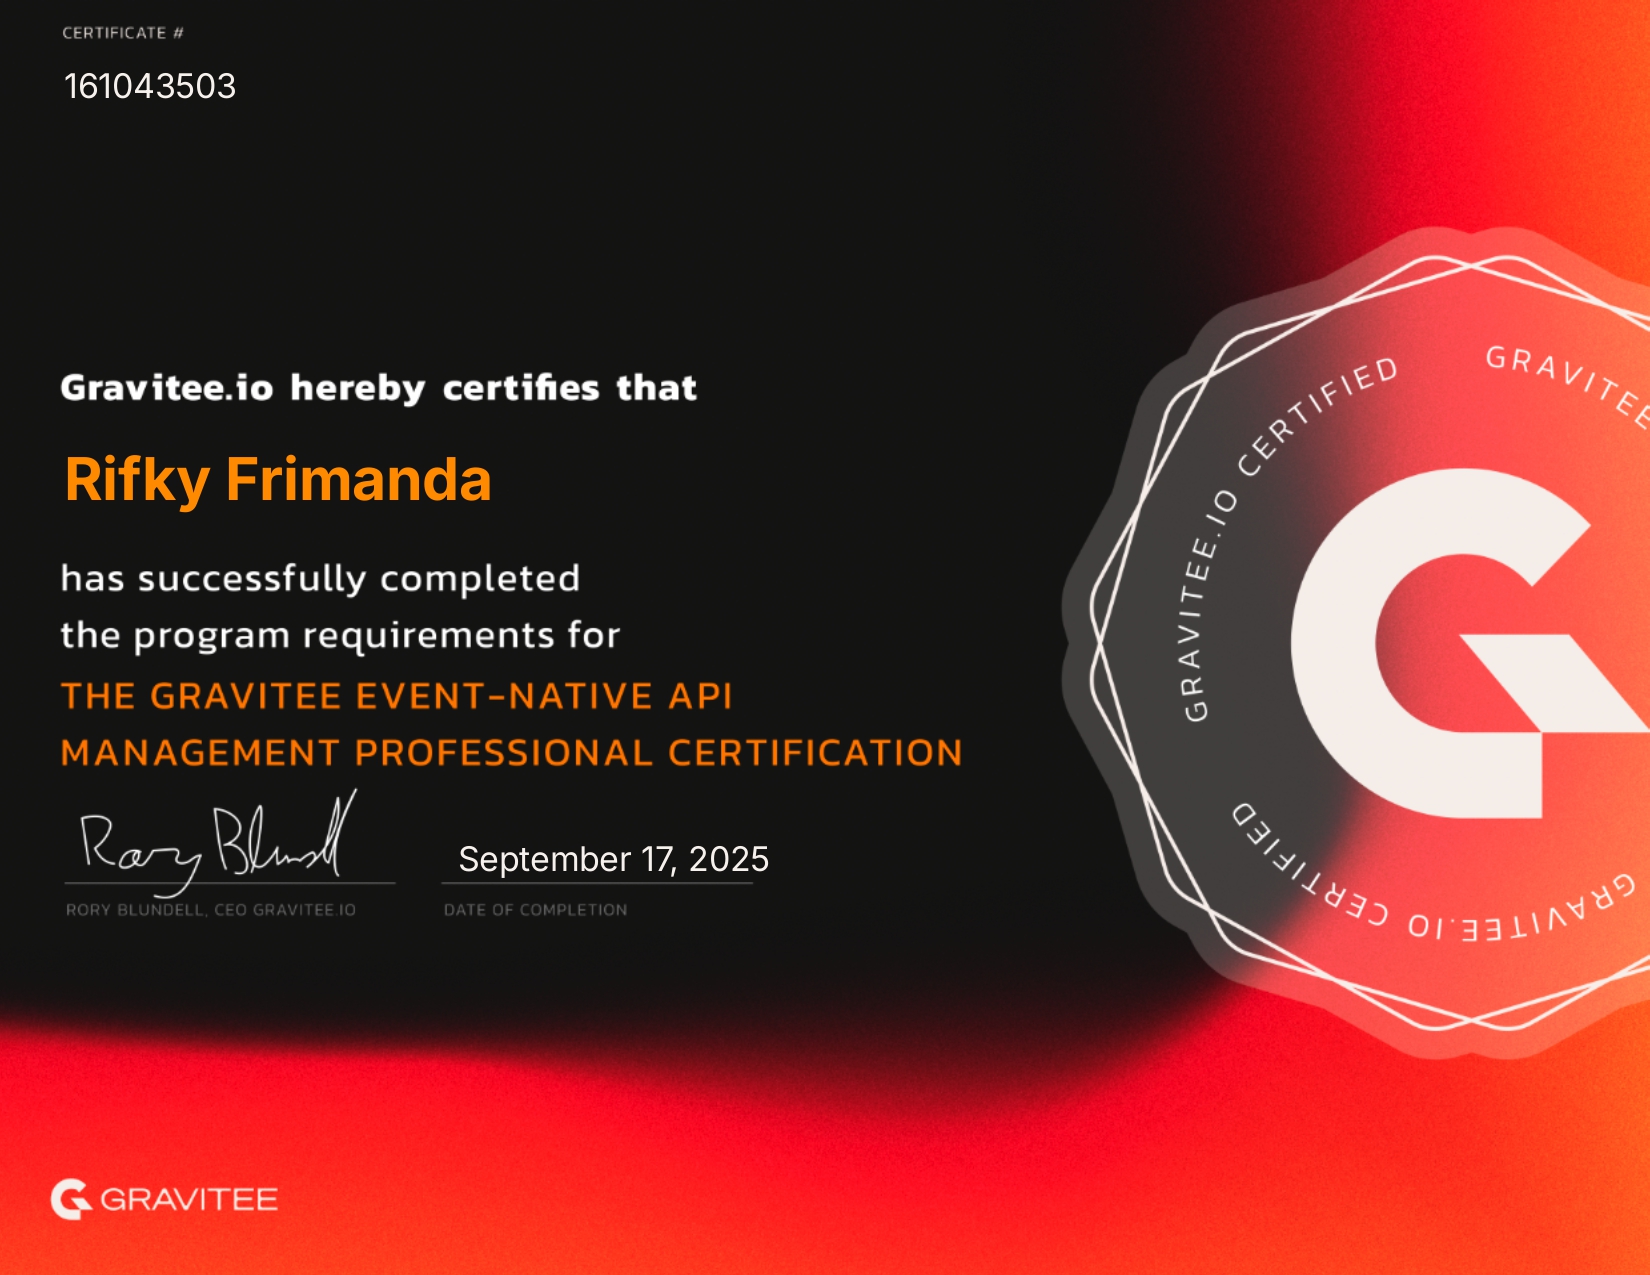 CERTIFICATE #
161043503
Gravitee.io hereby certifies that
Rifky Frimanda
has successfully completed
the program requirements for
THE GRAVITEE EVENT-NATIVE API
MANAGEMENT PROFESSIONAL CERTIFICATION
Rory Blundell
September 17, 2025
RORY BLUNDELL, CEO GRAVITEE.IO
DATE OF COMPLETION
GRAVITEE.IO CERTIFIED
GRAVITEE
GRAVITEE.IO CERTIFIED
GRAVITEE